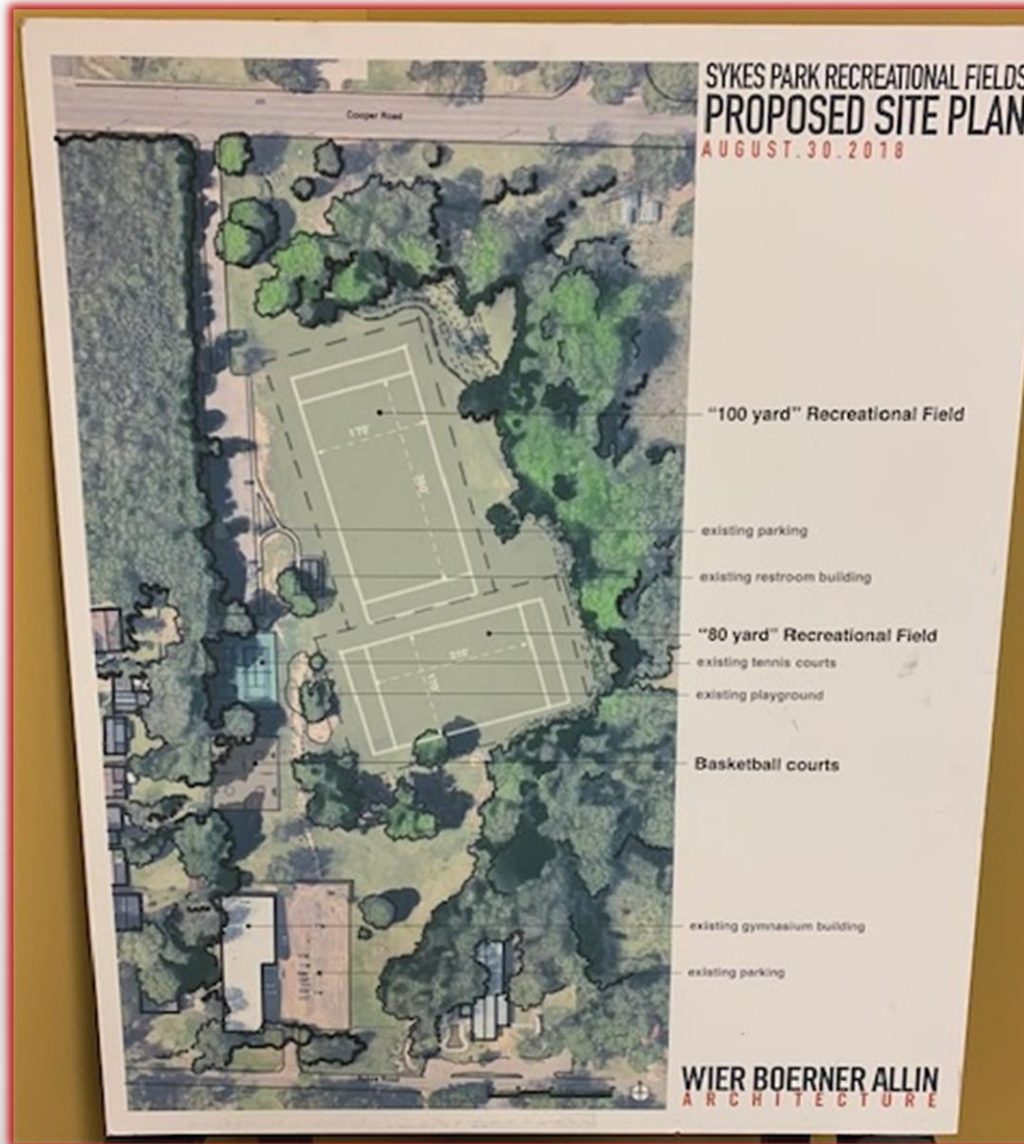 SYKES PARK RECREATIONAL FIELDS
PROPOSED SITE PLAN
AUGUST.30.2018
Cooper Road
"100 yard" Recreational Field
170'
existing parking
existing restroom building
"80 yard" Recreational Field
existing tennis courts
existing playground
Basketball courts
existing gymnasium building
existing parking
WIER BOERNER ALLIN
ARCHITECTURE